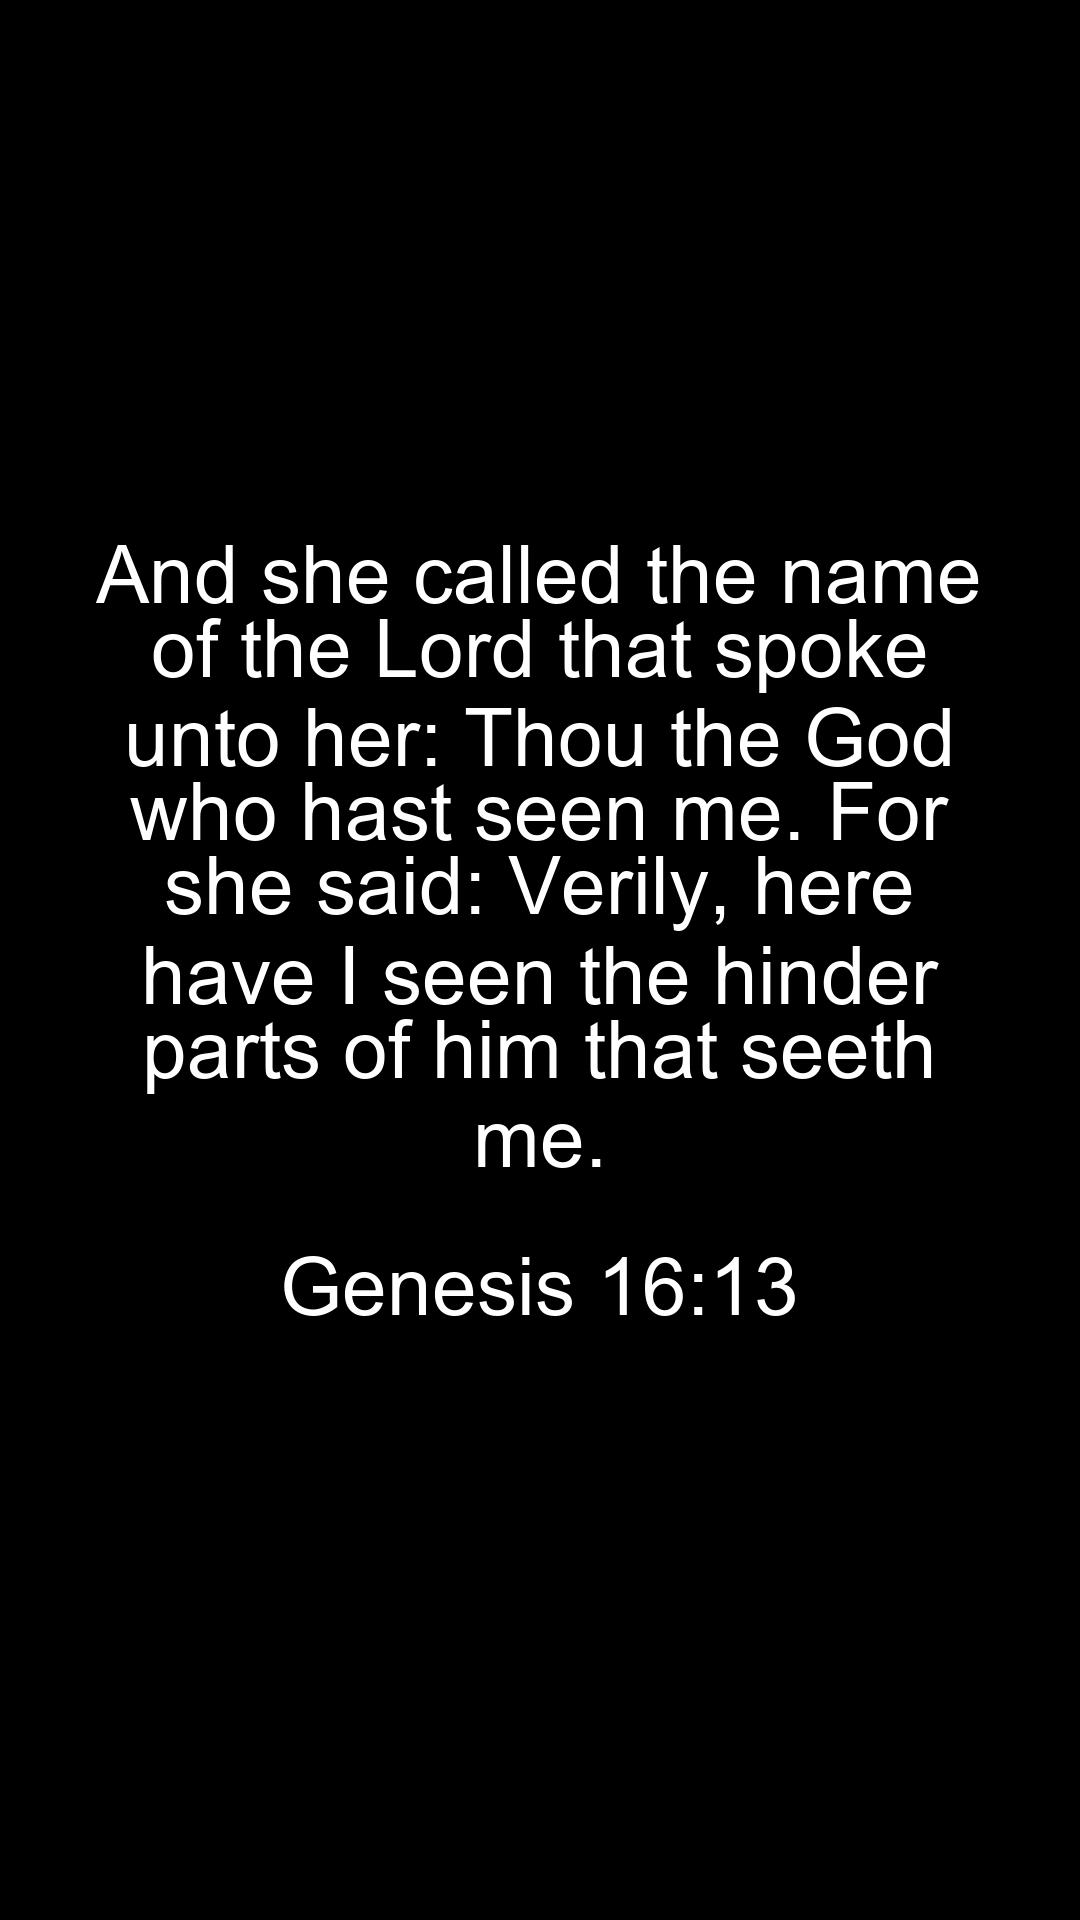 And she called the name
of the Lord that spoke
unto her: Thou the God
who hast seen me. For
she said: Verily, here
have I seen the hinder
parts of him that seeth
me.
Genesis 16:13